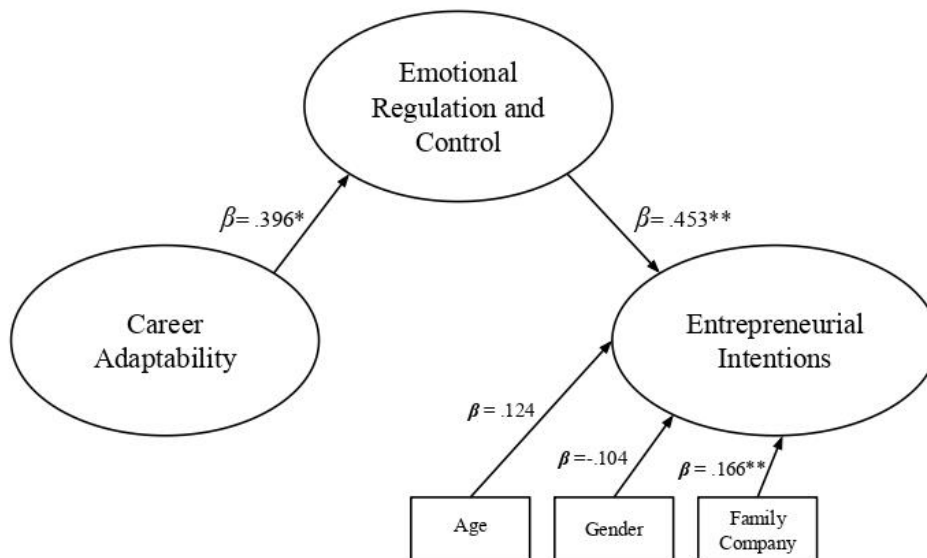 Emotional
Regulation and
Control
β= .396*
β= .453**
Career
Adaptability
Entrepreneurial
Intentions
β = .124
β =-.104
β = .166**
Age
Gender
Family
Company